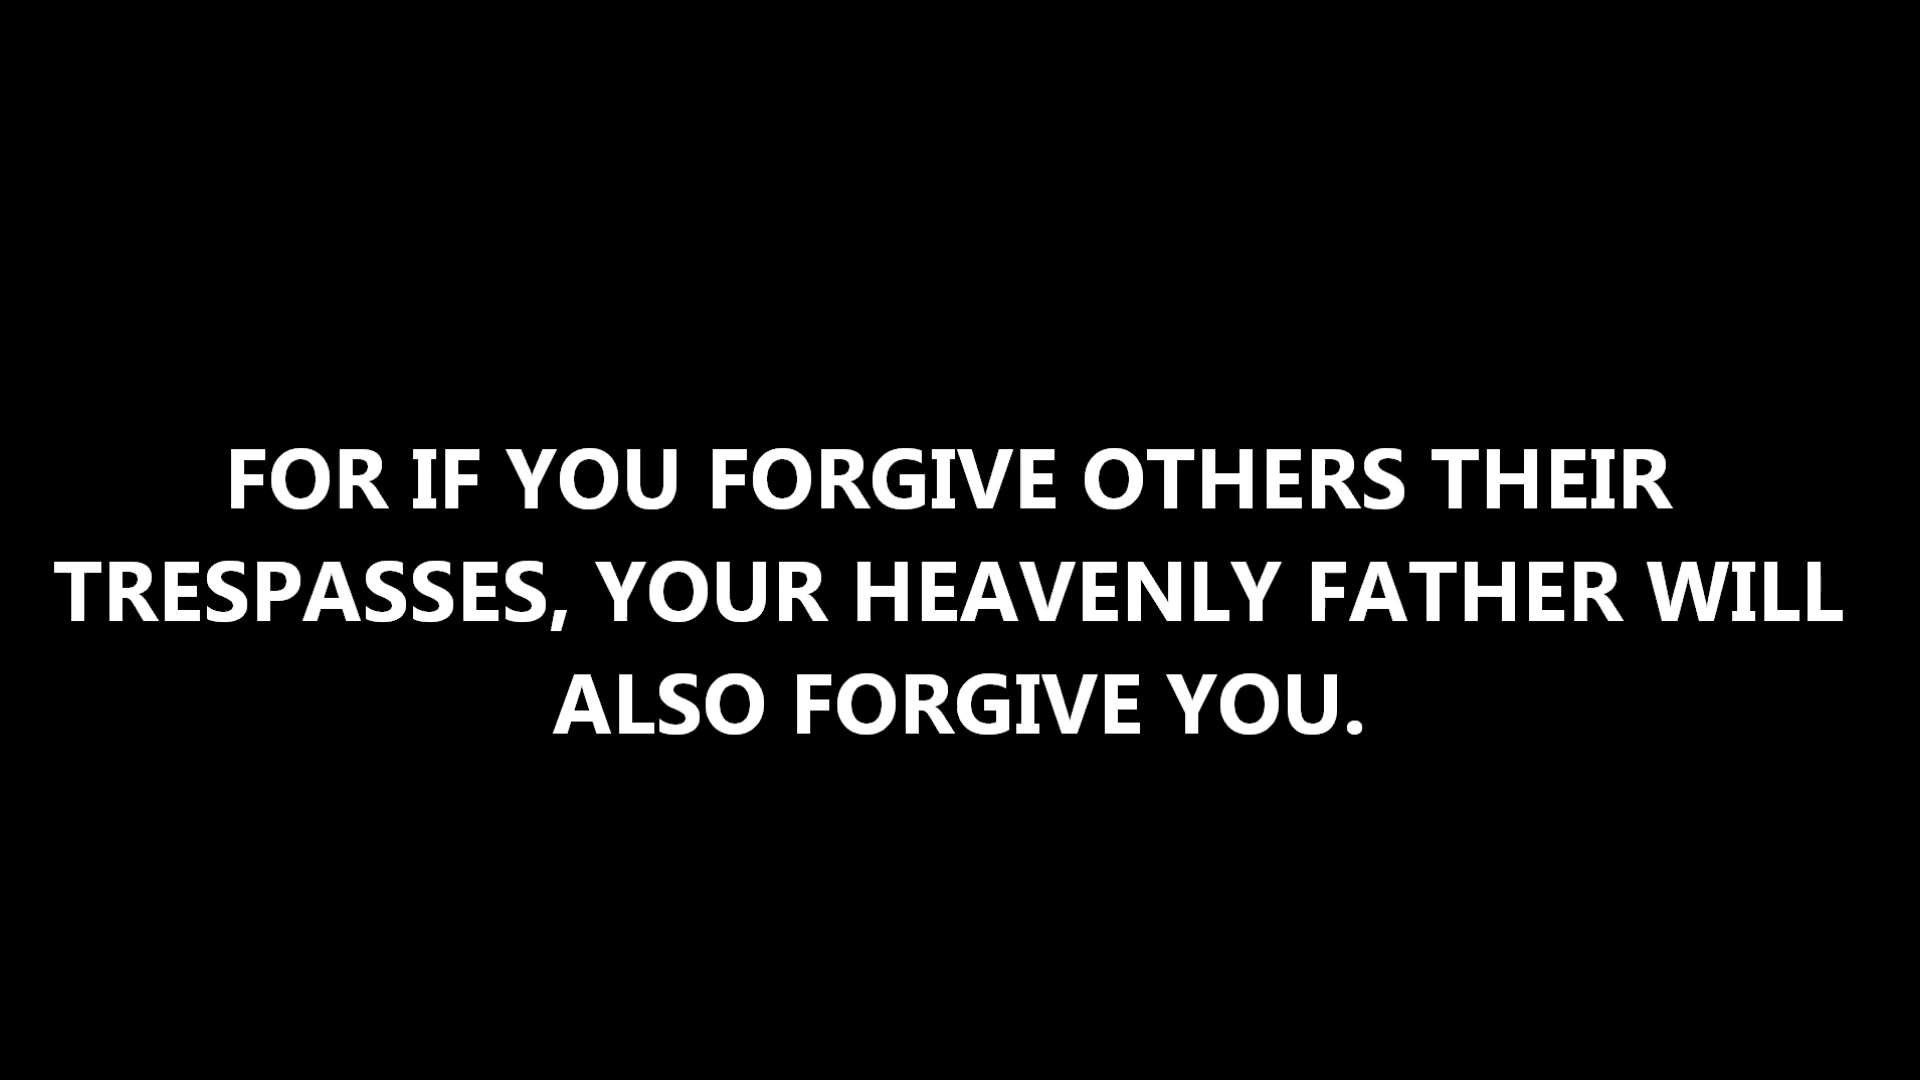 FOR IF YOU FORGIVE OTHERS THEIR
TRESPASSES, YOUR HEAVENLY FATHER WILL
ALSO FORGIVE YOU.